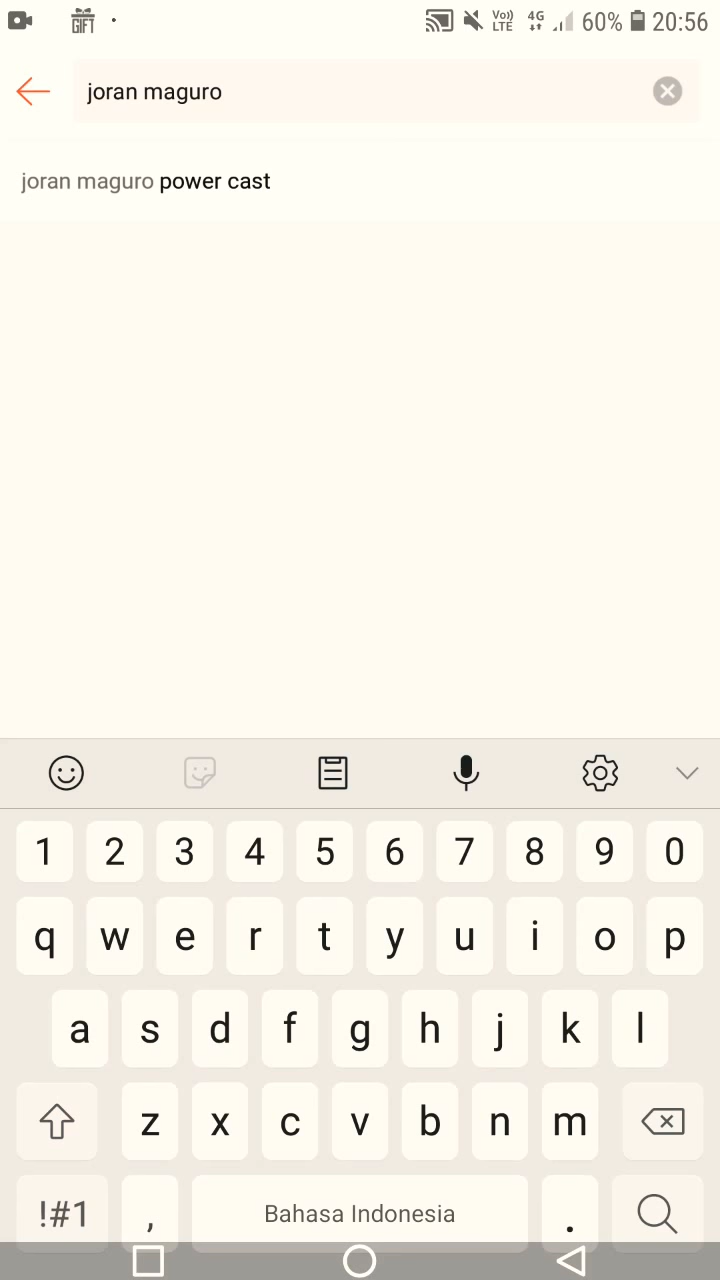 GIFT
Vo)) LTE 4G 60% 20:56
joran maguro
joran maguro power cast
1 2 3 4 5 6 7 8 9 0
q w e r t y u i o p
a s d f g h j k l
z x c v b n m
!#1 , Bahasa Indonesia .